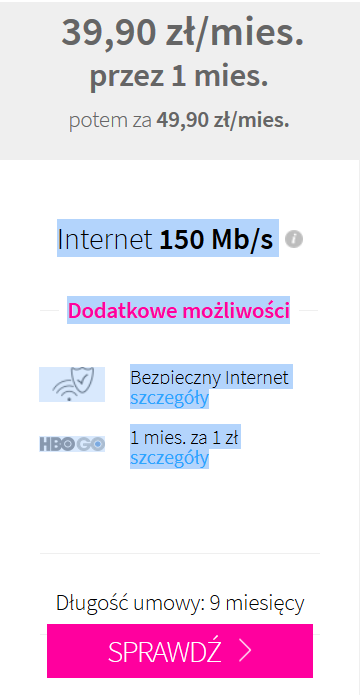 39,90 zł/mies.
przez 1 mies.
potem za 49,90 zł/mies.
Internet 150 Mb/s i
Dodatkowe możliwości
Bezpieczny Internet
szczegóły
HBO GO
1 mies. za 1 zł
szczegóły
Długość umowy: 9 miesięcy
SPRAWDŹ